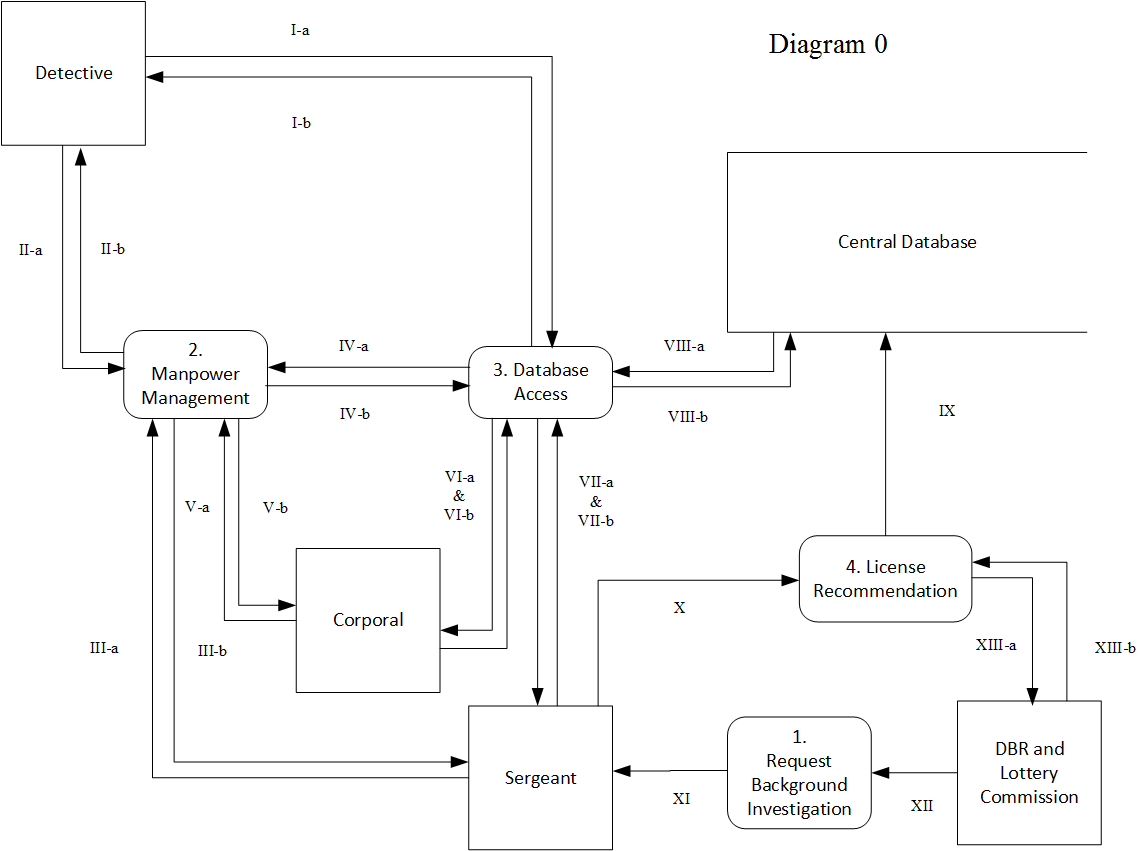 Diagram 0
I-a
Detective
I-b
II-a
II-b
Central Database
2.
Manpower
Management
IV-a
IV-b
3. Database
Access
VIII-a
VIII-b
IX
V-a
V-b
VI-a
&
VI-b
VII-a
&
VII-b
4. License
Recommendation
Corporal
X
III-a
III-b
XIII-a
XIII-b
Sergeant
XI
1.
Request
Background
Investigation
XII
DBR and
Lottery
Commission